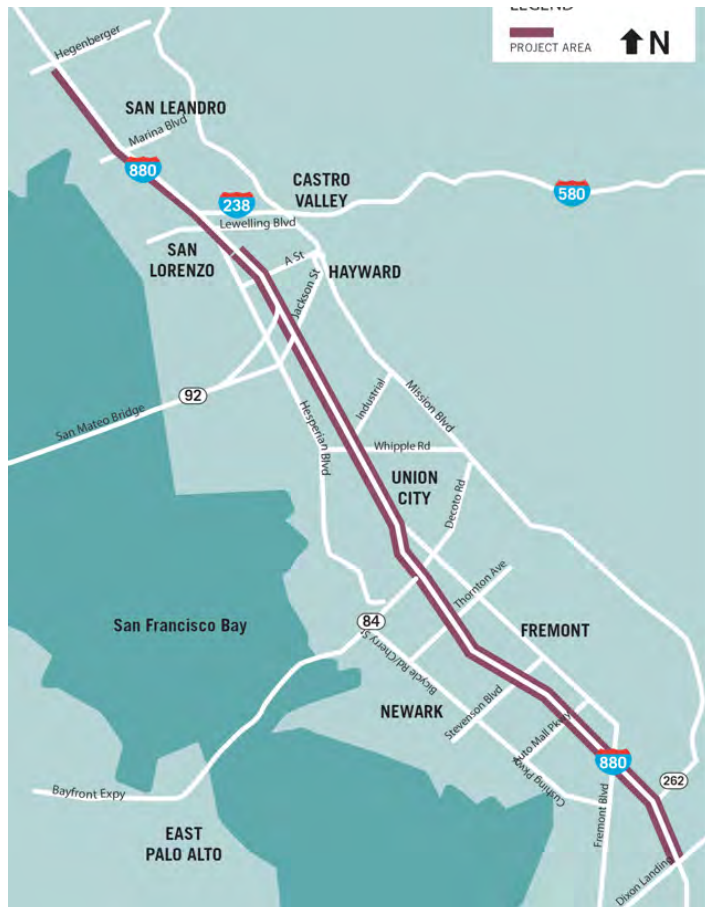 LEGEND
PROJECT AREA
N
Hegenberger
SAN LEANDRO
Marina Blvd
880
CASTRO
VALLEY
580
238
Lewelling Blvd
SAN
LORENZO
A St
HAYWARD
Jackson St
92
San Mateo Bridge
Hesperian Blvd
Industrial
Mission Blvd
Whipple Rd
UNION
CITY
Decoto Rd
Thornton Ave
San Francisco Bay
84
FREMONT
Bicycle Rd/Cherry St
NEWARK
Stevenson Blvd
Auto Mall Pkwy
880
Cushing Pkwy
262
Bayfront Expy
Fremont Blvd
EAST
PALO ALTO
Dixon Landing